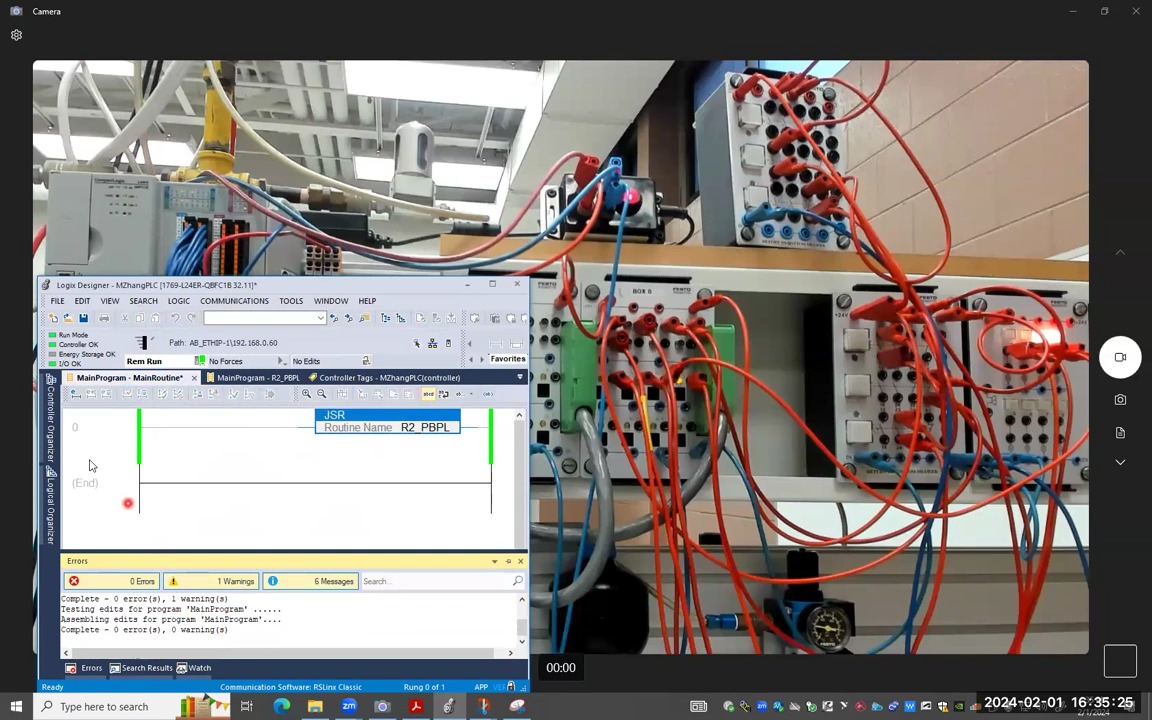 Camera
BOX 6
+24V
Logix Designer - MZhangPLC [1769-L24ER-QBFC1B 32.11]*
FILE EDIT VIEW SEARCH LOGIC COMMUNICATIONS TOOLS WINDOW HELP
Run Mode
Controller OK
Energy Storage OK
I/O OK
Path: AB_ETHIP-1\192.168.0.60
Rem Run
No Forces
No Edits
Favorites
MainProgram - MainRoutine*
MainProgram - R2_PBPL
Controller Tags - MZhangPLC(controller)
Controller Organizer
Logical Organizer
0
JSR
Routine Name R2_PBPL
(End)
Errors
0 Errors
1 Warnings
6 Messages
Search...
Complete - 0 error(s), 1 warning(s)
Testing edits for program 'MainProgram' ......
Assembling edits for program 'MainProgram'....
Complete - 0 error(s), 0 warning(s)
Errors
Search Results
Watch
Ready
Communication Software: RSLinx Classic
Rung 0 of 1
APP
VER
00:00
Type here to search
2024-02-01 16:35:25